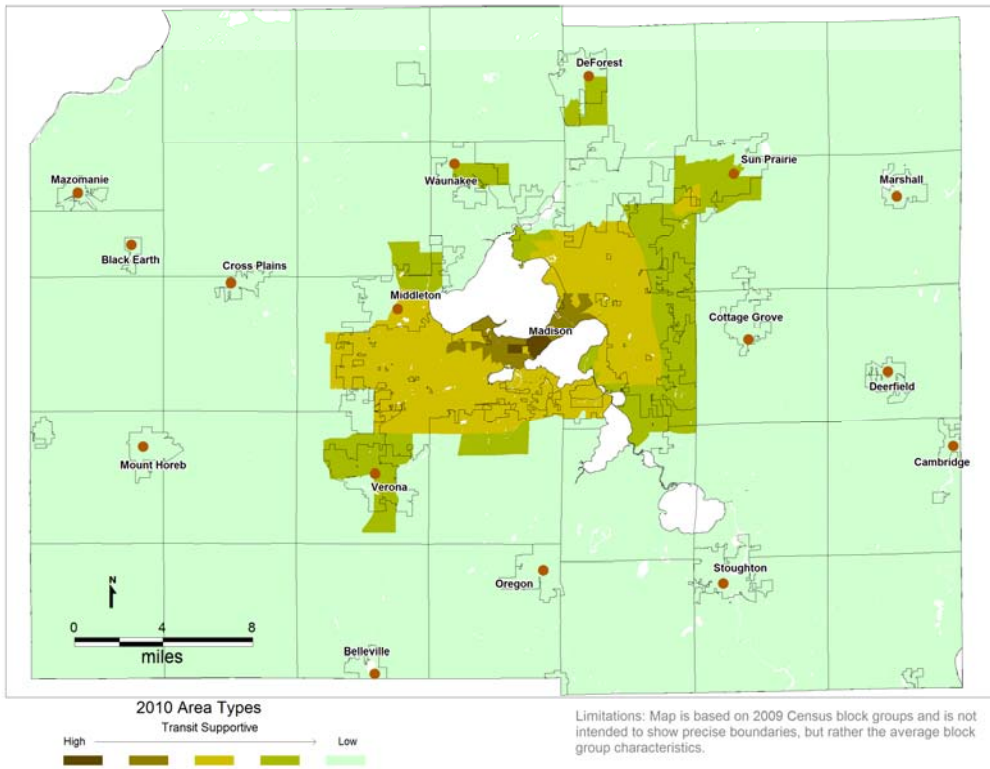 DeForest
Sun Prairie
Waunakee
Mazomanie
Marshall
Black Earth
Cross Plains
Middleton
Cottage Grove
Madison
Deerfield
Mount Horeb
Cambridge
Verona
Stoughton
Oregon
N
0 4 8
miles
Belleville
2010 Area Types
Transit Supportive
High Low
Limitations: Map is based on 2009 Census block groups and is not
intended to show precise boundaries, but rather the average block
group characteristics.